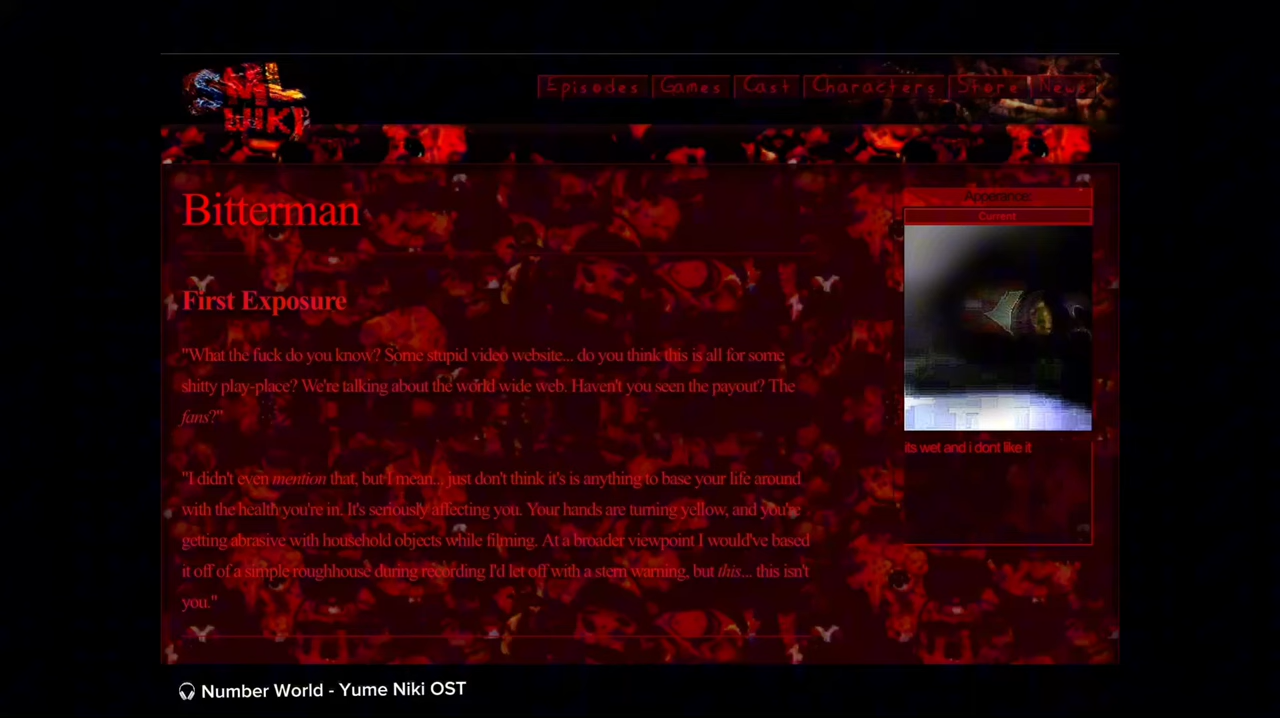 SML
WIKI
Episodes Games Cast Characters Store News
Bitterman
Apperance:
Current
First Exposure
"What the fuck do you know? Some stupid video website... do you think this is all for some
shitty play-place? We're talking about the world wide web. Haven't you seen the payout? The
fans?"
its wet and i dont like it
"I didn't even mention that, but I mean... just don't think it's is anything to base your life around
with the health you're in. It's seriously affecting you. Your hands are turning yellow, and you're
getting abrasive with household objects while filming. At a broader viewpoint I would've based
it off of a simple roughhouse during recording I'd let off with a stern warning, but this... this isn't
you."
Number World - Yume Niki OST